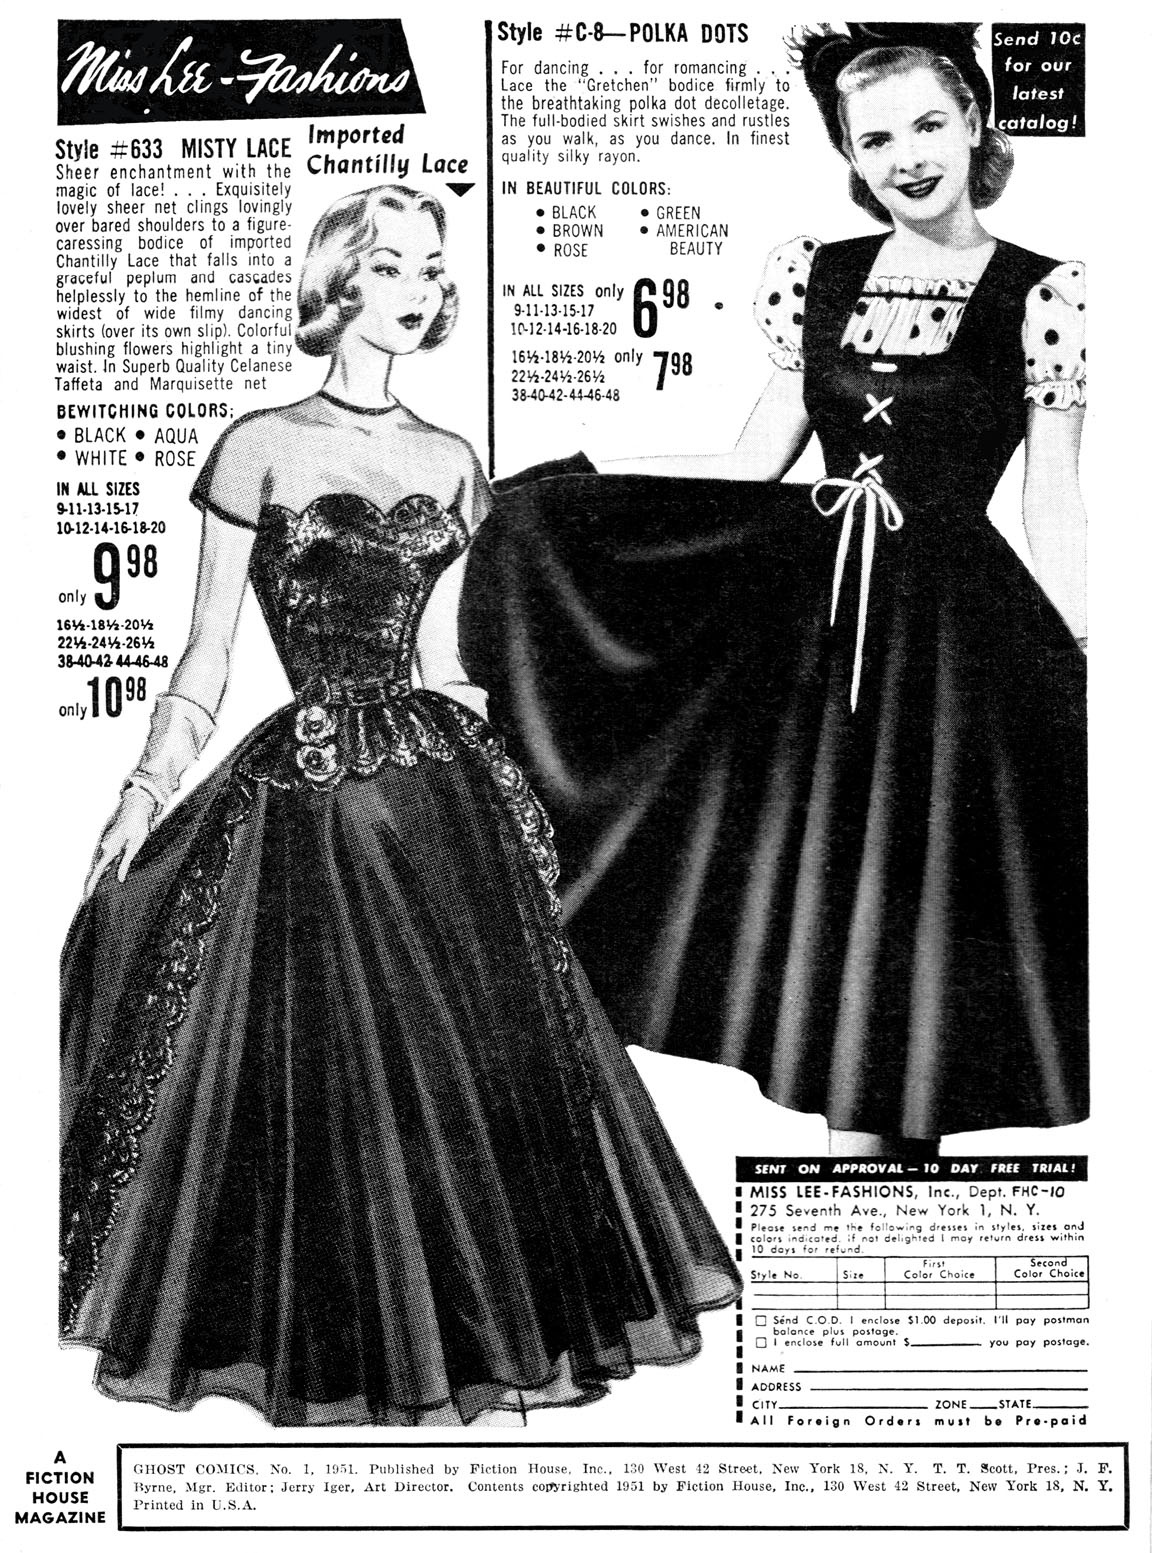 Miss Lee-Fashions
Style #633 MISTY LACE
Imported
Chantilly Lace
Sheer enchantment with the
magic of lace! . . . Exquisitely
lovely sheer net clings lovingly
over bared shoulders to a figure-
caressing bodice of imported
Chantilly Lace that falls into a
graceful peplum and cascades
helplessly to the hemline of the
widest of wide filmy dancing
skirts (over its own slip). Colorful
blushing flowers highlight a tiny
waist. In Superb Quality Celanese
Taffeta and Marquisette net
BEWITCHING COLORS:
• BLACK • AQUA
• WHITE • ROSE
IN ALL SIZES
9-11-13-15-17
10-12-14-16-18-20
only 9 98
16½-18½-20½
22½-24½-26½
38-40-42-44-46-48
only 10 98
Style #C-8—POLKA DOTS
For dancing . . . for romancing . . .
Lace the "Gretchen" bodice firmly to
the breathtaking polka dot decolletage.
The full-bodied skirt swishes and rustles
as you walk, as you dance. In finest
quality silky rayon.
IN BEAUTIFUL COLORS:
• BLACK • GREEN
• BROWN • AMERICAN
• ROSE BEAUTY
IN ALL SIZES only 6 98
9-11-13-15-17
10-12-14-16-18-20
16½-18½-20½ only 7 98
22½-24½-26½
38-40-42-44-46-48
Send 10c
for our
latest
catalog!
SENT ON APPROVAL—10 DAY FREE TRIAL!
MISS LEE-FASHIONS, Inc., Dept. FHC-10
275 Seventh Ave., New York 1, N. Y.
Please send me the following dresses in styles, sizes and
colors indicated. if not delighted I may return dress within
10 days for refund.
Style No. Size First Color Choice Second Color Choice
☐ Send C.O.D. I enclose $1.00 deposit. I'll pay postman
balance plus postage.
☐ I enclose full amount $________ you pay postage.
NAME
ADDRESS
CITY ZONE STATE
All Foreign Orders must be Pre-paid
A
FICTION
HOUSE
MAGAZINE
GHOST COMICS, No. 1, 1951. Published by Fiction House, Inc., 130 West 42 Street, New York 18, N. Y. T. T. Scott, Pres.; J. F.
Byrne, Mgr. Editor; Jerry Iger, Art Director. Contents copyrighted 1951 by Fiction House, Inc., 130 West 42 Street, New York 18, N. Y.
Printed in U.S.A.